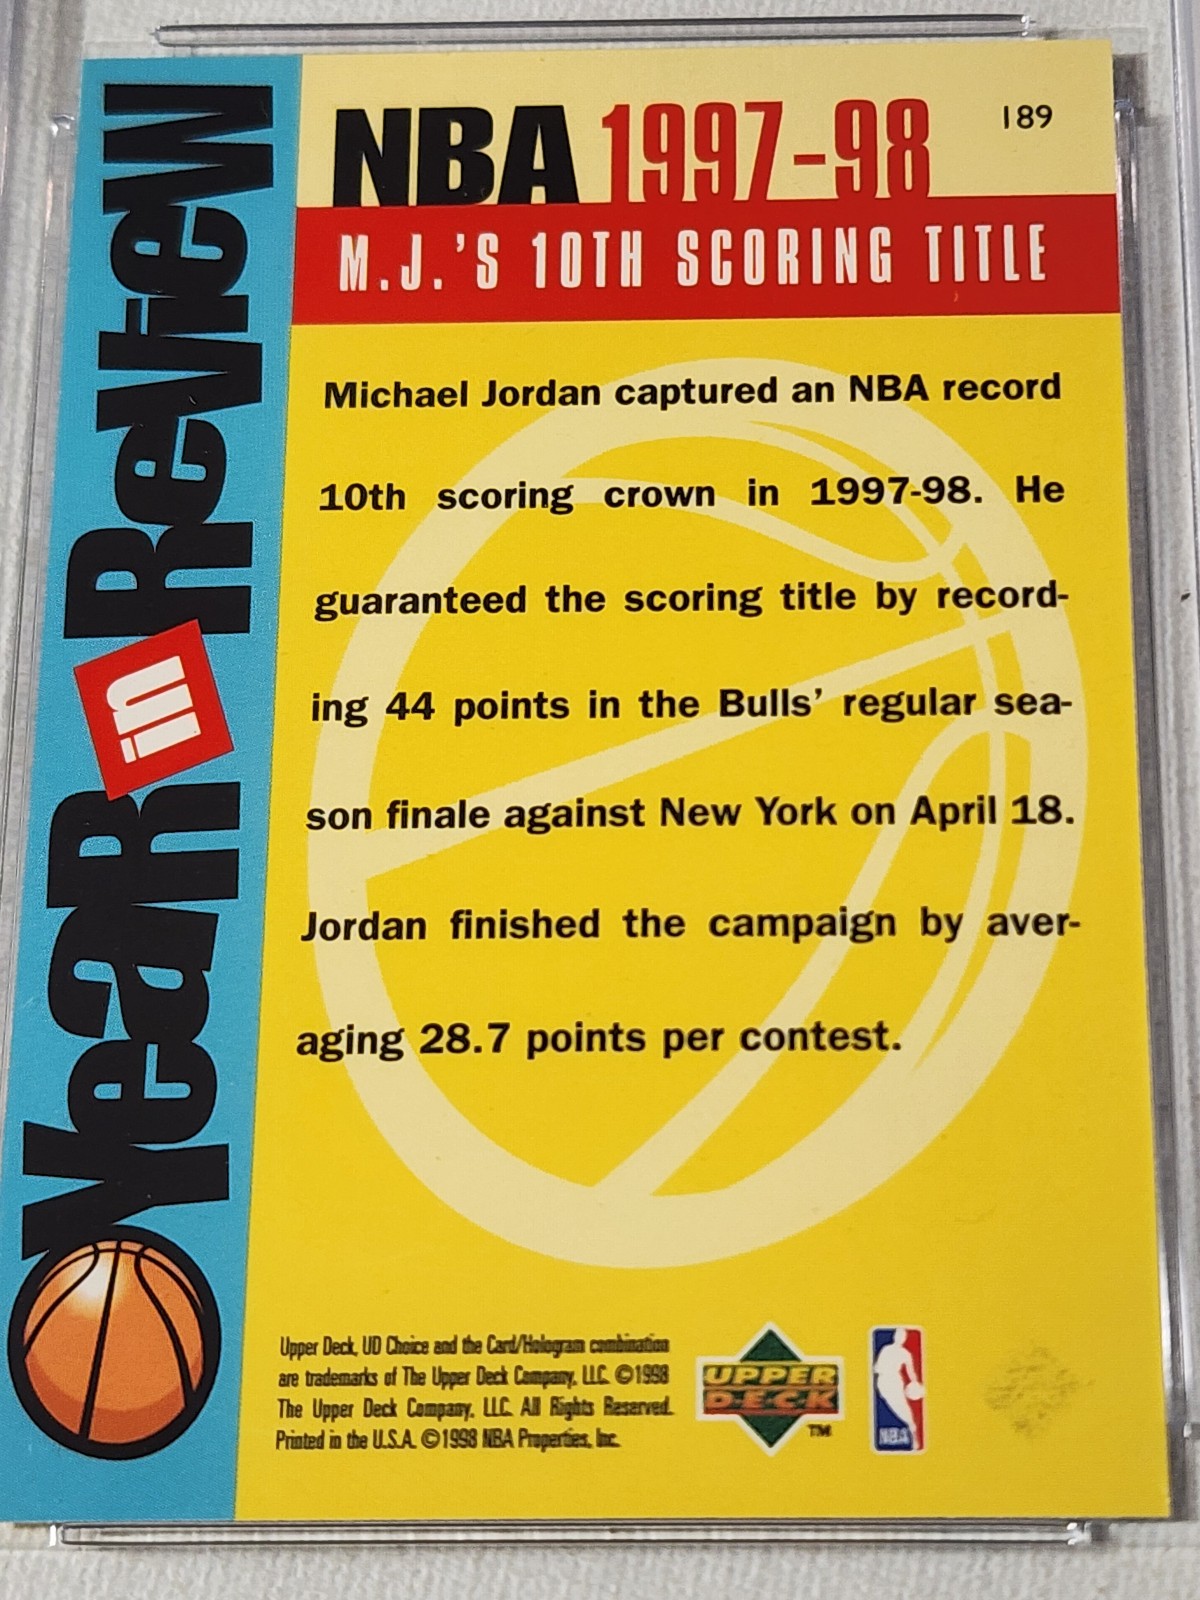 YeaR in ReVieW
NBA 1997-98
189
M.J.'S 10TH SCORING TITLE
Michael Jordan captured an NBA record
10th scoring crown in 1997-98. He
guaranteed the scoring title by record-
ing 44 points in the Bulls' regular sea-
son finale against New York on April 18.
Jordan finished the campaign by aver-
aging 28.7 points per contest.
Upper Deck, UD Choice and the Card/Hologram combination
are trademarks of The Upper Deck Company, LLC. ©1998
The Upper Deck Company, LLC. All Rights Reserved.
Printed in the U.S.A. ©1998 NBA Properties, Inc.
UPPER
DECK
TM
NBA